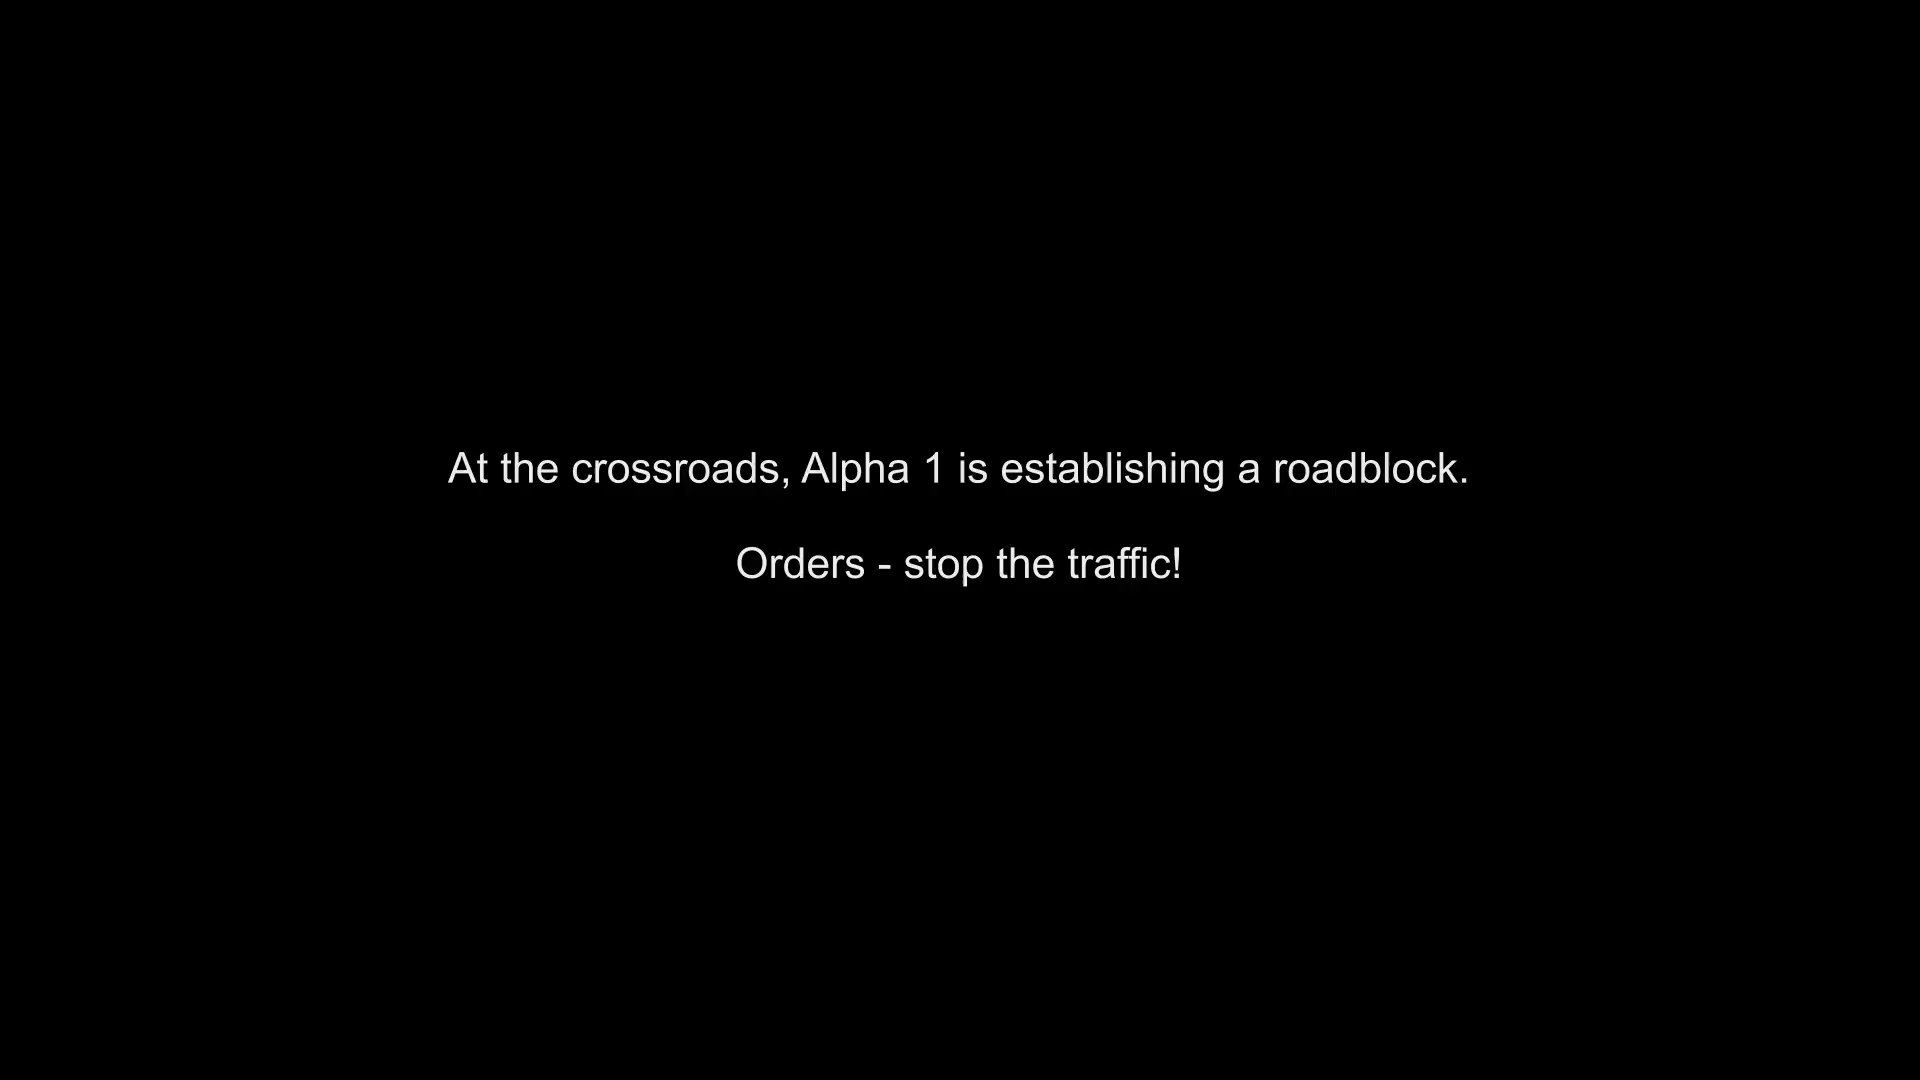 At the crossroads, Alpha 1 is establishing a roadblock.
Orders - stop the traffic!